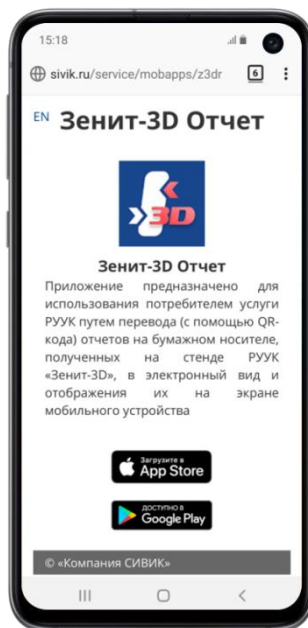 15:18
sivik.ru/service/mobapps/z3dr
6
EN
Зенит-3D Отчет
3D
Зенит-3D Отчет
Приложение предназначено для
использования потребителем услуги
РУУК путем перевода (с помощью QR-
кода) отчетов на бумажном носителе,
полученных на стенде РУУК
«Зенит-3D», в электронный вид и
отображения их на экране
мобильного устройства
Загрузите в
App Store
ДОСТУПНО В
Google Play
© «Компания СИВИК»